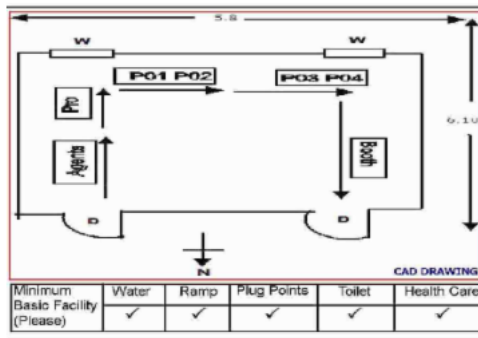 5.8
W W
P01 P02 P03 P04
6.10
Pro
Agents
Booth
D D
N
CAD DRAWING
Minimum Basic Facility (Please) Water Ramp Plug Points Toilet Health Care
✓ ✓ ✓ ✓ ✓